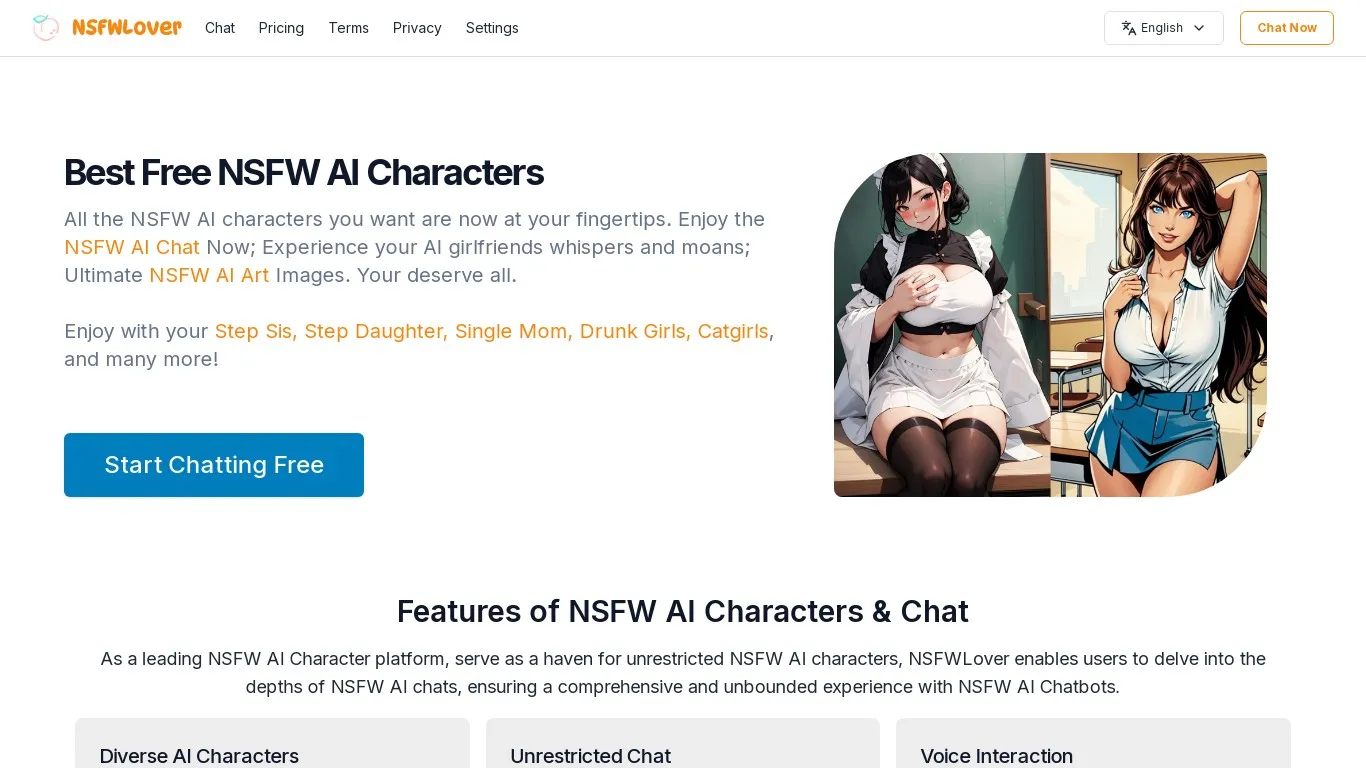 NSFWLover
Chat
Pricing
Terms
Privacy
Settings
English
Chat Now
Best Free NSFW AI Characters
All the NSFW AI characters you want are now at your fingertips. Enjoy the
NSFW AI Chat Now; Experience your AI girlfriends whispers and moans;
Ultimate NSFW AI Art Images. Your deserve all.
Enjoy with your Step Sis, Step Daughter, Single Mom, Drunk Girls, Catgirls,
and many more!
Start Chatting Free
Features of NSFW AI Characters & Chat
As a leading NSFW AI Character platform, serve as a haven for unrestricted NSFW AI characters, NSFWLover enables users to delve into the
depths of NSFW AI chats, ensuring a comprehensive and unbounded experience with NSFW AI Chatbots.
Diverse AI Characters
Unrestricted Chat
Voice Interaction